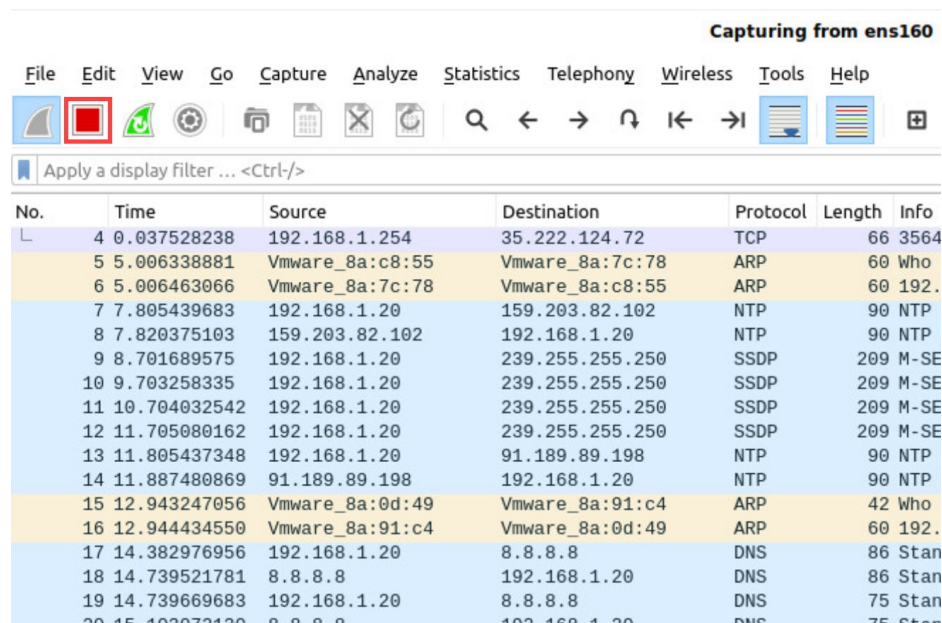 Capturing from ens160
File Edit View Go Capture Analyze Statistics Telephony Wireless Tools Help
Apply a display filter … <Ctrl-/>
No. Time Source Destination Protocol Length Info
4 0.037528238 192.168.1.254 35.222.124.72 TCP 66 3564
5 5.006338881 Vmware_8a:c8:55 Vmware_8a:7c:78 ARP 60 Who
6 5.006463066 Vmware_8a:7c:78 Vmware_8a:c8:55 ARP 60 192.
7 7.805439683 192.168.1.20 159.203.82.102 NTP 90 NTP
8 7.820375103 159.203.82.102 192.168.1.20 NTP 90 NTP
9 8.701689575 192.168.1.20 239.255.255.250 SSDP 209 M-SE
10 9.703258335 192.168.1.20 239.255.255.250 SSDP 209 M-SE
11 10.704032542 192.168.1.20 239.255.255.250 SSDP 209 M-SE
12 11.705080162 192.168.1.20 239.255.255.250 SSDP 209 M-SE
13 11.805437348 192.168.1.20 91.189.89.198 NTP 90 NTP
14 11.887480869 91.189.89.198 192.168.1.20 NTP 90 NTP
15 12.943247056 Vmware_8a:0d:49 Vmware_8a:91:c4 ARP 42 Who
16 12.944434550 Vmware_8a:91:c4 Vmware_8a:0d:49 ARP 60 192.
17 14.382976956 192.168.1.20 8.8.8.8 DNS 86 Stan
18 14.739521781 8.8.8.8 192.168.1.20 DNS 86 Stan
19 14.739669683 192.168.1.20 8.8.8.8 DNS 75 Stan